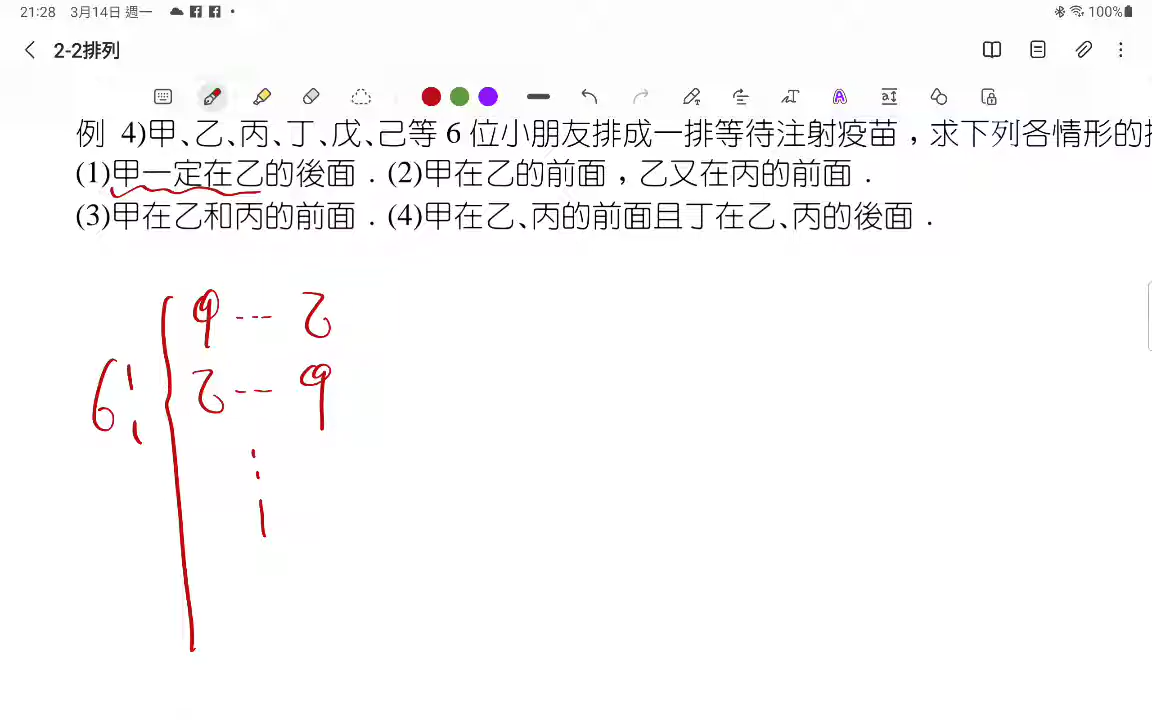 21:28 3月14日 週一 100%
2-2排列
例 4)甲、乙、丙、丁、戊、己等 6 位小朋友排成一排等待注射疫苗，求下列各情形的
(1)甲一定在乙的後面．(2)甲在乙的前面，乙又在丙的前面．
(3)甲在乙和丙的前面．(4)甲在乙、丙的前面且丁在乙、丙的後面．
甲 --- 乙
6!
乙 -- 甲